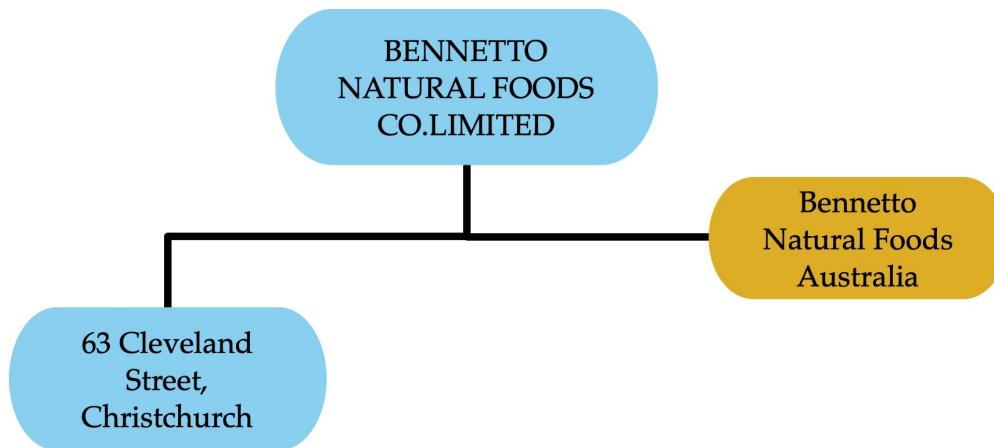 BENNETTO
NATURAL FOODS
CO.LIMITED
Bennetto
Natural Foods
Australia
63 Cleveland
Street,
Christchurch